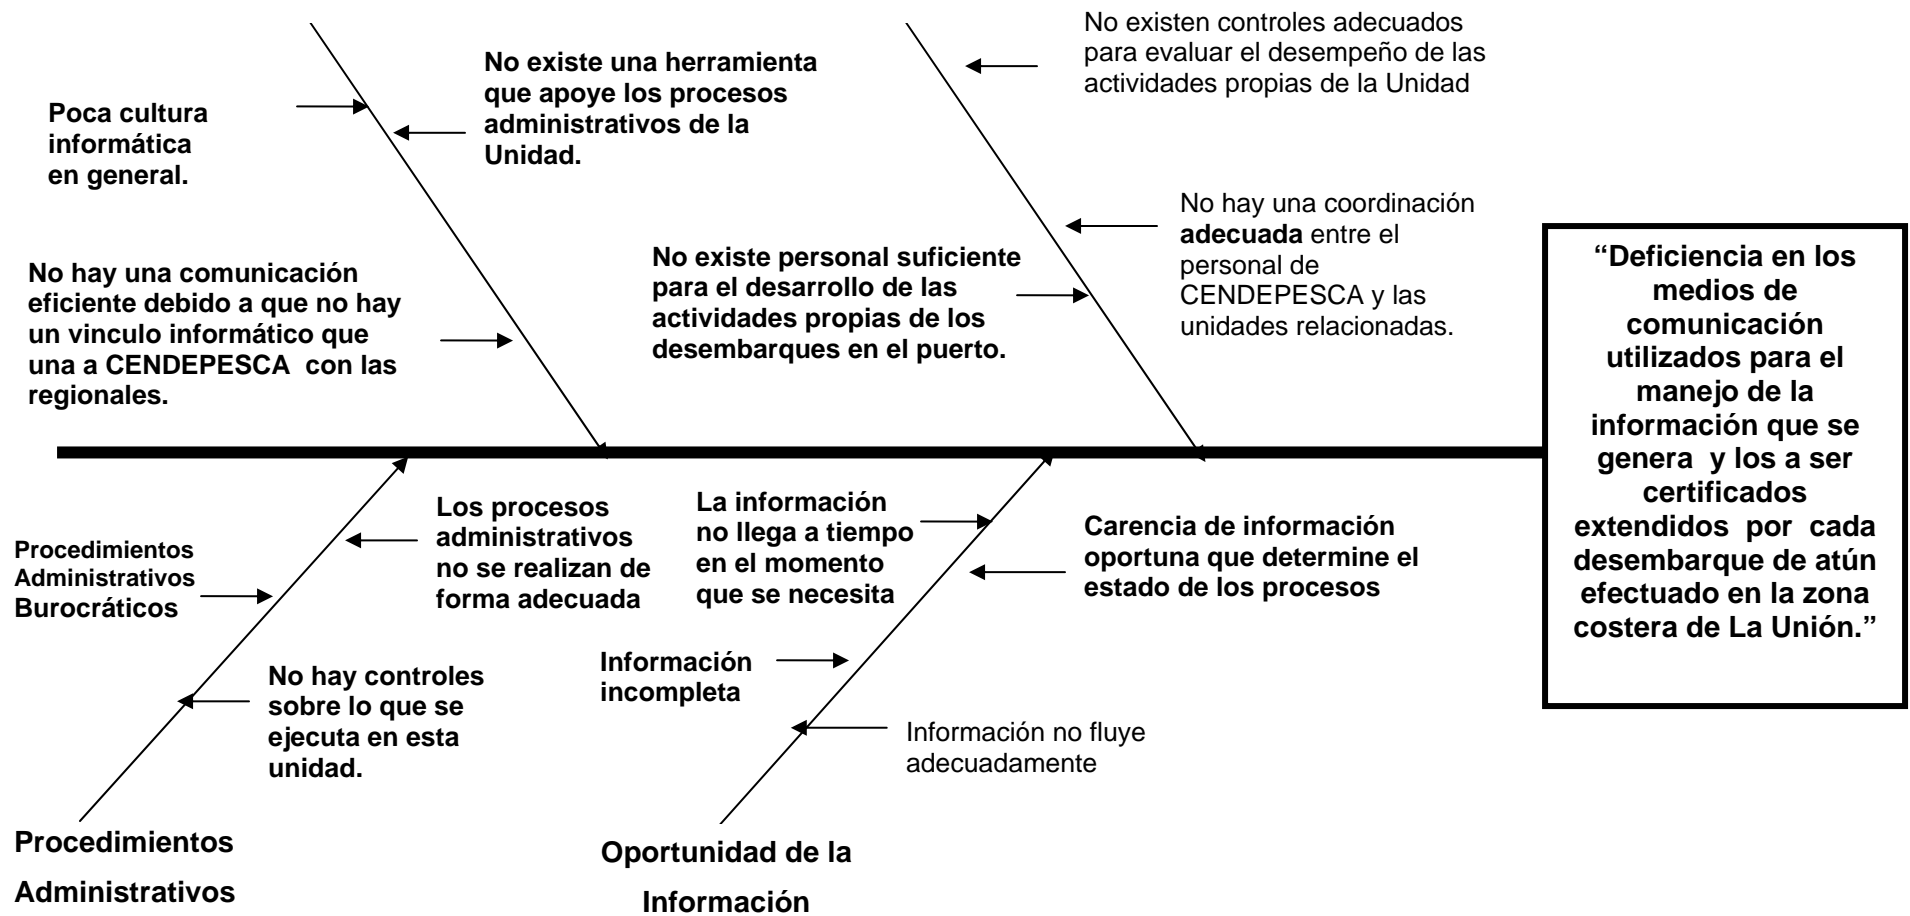 Poca cultura
informática
en general.
No existe una herramienta
que apoye los procesos
administrativos de la
Unidad.
No existen controles adecuados
para evaluar el desempeño de las
actividades propias de la Unidad
No hay una comunicación
eficiente debido a que no hay
un vinculo informático que
una a CENDEPESCA con las
regionales.
No existe personal suficiente
para el desarrollo de las
actividades propias de los
desembarques en el puerto.
No hay una coordinación
adecuada entre el
personal de
CENDEPESCA y las
unidades relacionadas.
“Deficiencia en los
medios de
comunicación
utilizados para el
manejo de la
información que se
genera y los a ser
certificados
extendidos por cada
desembarque de atún
efectuado en la zona
costera de La Unión.”
Procedimientos
Administrativos
Burocráticos
Los procesos
administrativos
no se realizan de
forma adecuada
No hay controles
sobre lo que se
ejecuta en esta
unidad.
La información
no llega a tiempo
en el momento
que se necesita
Carencia de información
oportuna que determine el
estado de los procesos
Información
incompleta
Información no fluye
adecuadamente
Procedimientos
Administrativos
Oportunidad de la
Información